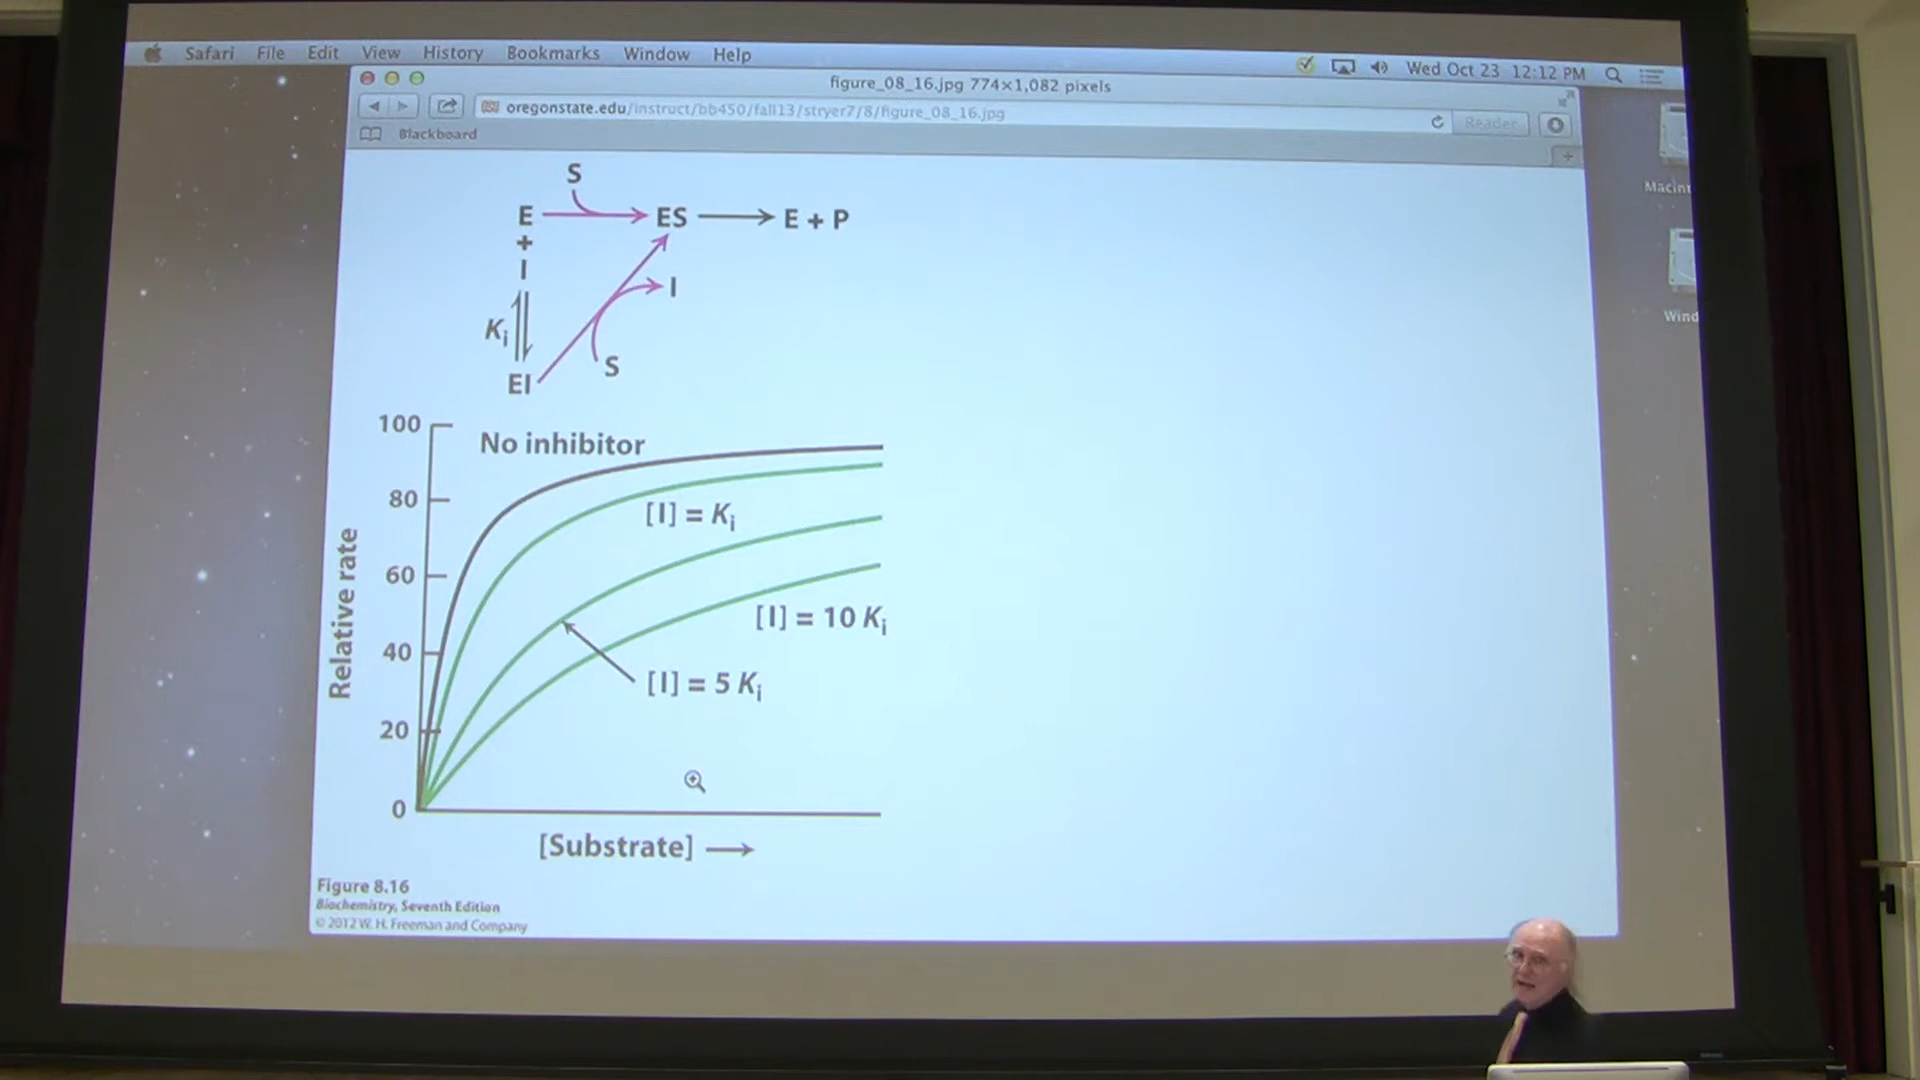 Safari File Edit View History Bookmarks Window Help Wed Oct 23 12:12 PM
figure_08_16.jpg 774×1,082 pixels
oregonstate.edu/instruct/bb450/fall13/stryer7/8/figure_08_16.jpg
Reader
Blackboard
S
E ES E + P
+
I
I
Ki
S
EI
100
No inhibitor
80
[I] = Ki
60
[I] = 10 Ki
40
[I] = 5 Ki
20
0
Relative rate
[Substrate]
Figure 8.16
Biochemistry, Seventh Edition
© 2012 W. H. Freeman and Company
Macin
Wind